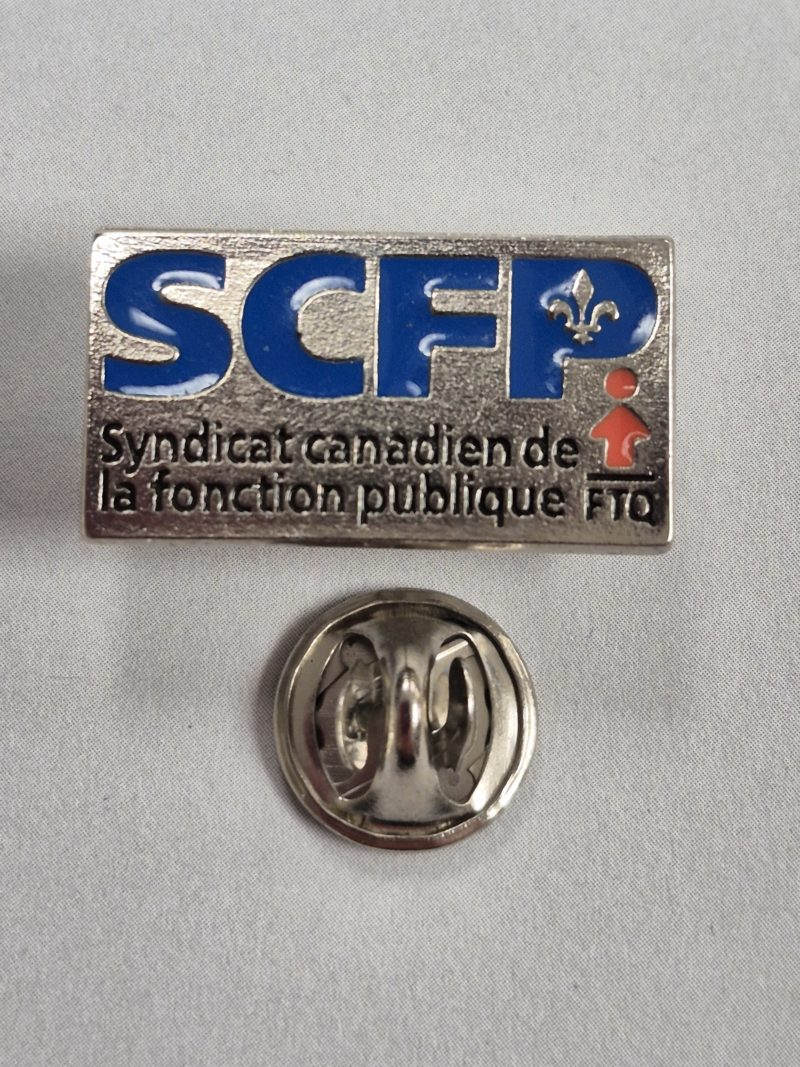 SCFP
Syndicat canadien de
la fonction publique FTQ